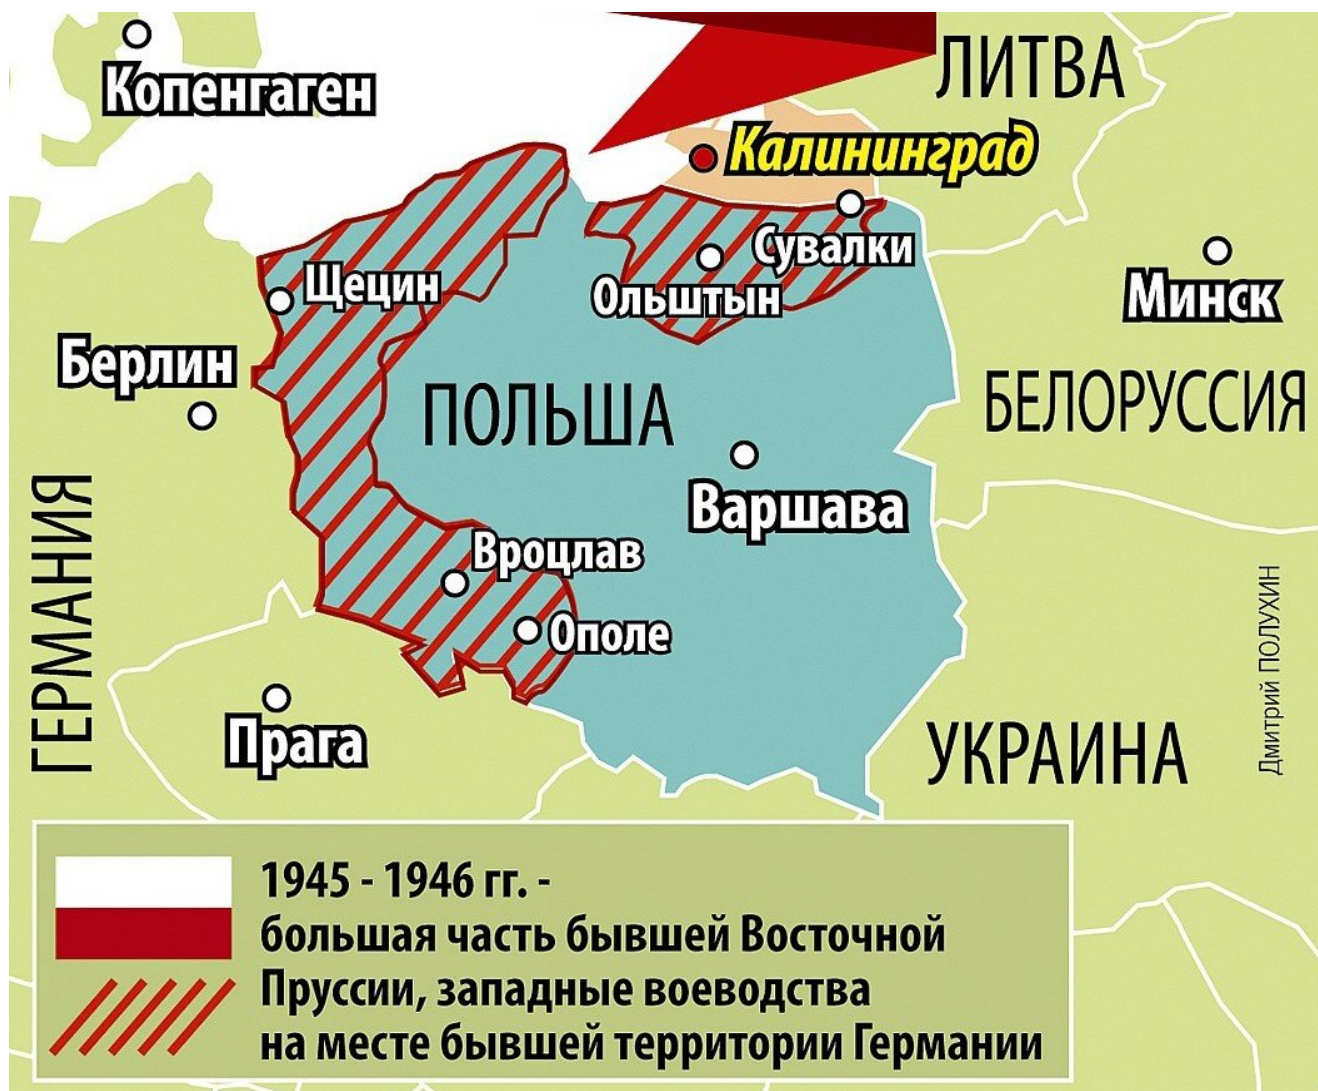 Копенгаген
ЛИТВА
Калининград
Сувалки
Ольштын
Щецин
Минск
Берлин
ПОЛЬША
БЕЛОРУССИЯ
Варшава
ГЕРМАНИЯ
Вроцлав
Ополе
Прага
УКРАИНА
Дмитрий ПОЛУХИН
1945 - 1946 гг. -
большая часть бывшей Восточной
Пруссии, западные воеводства
на месте бывшей территории Германии